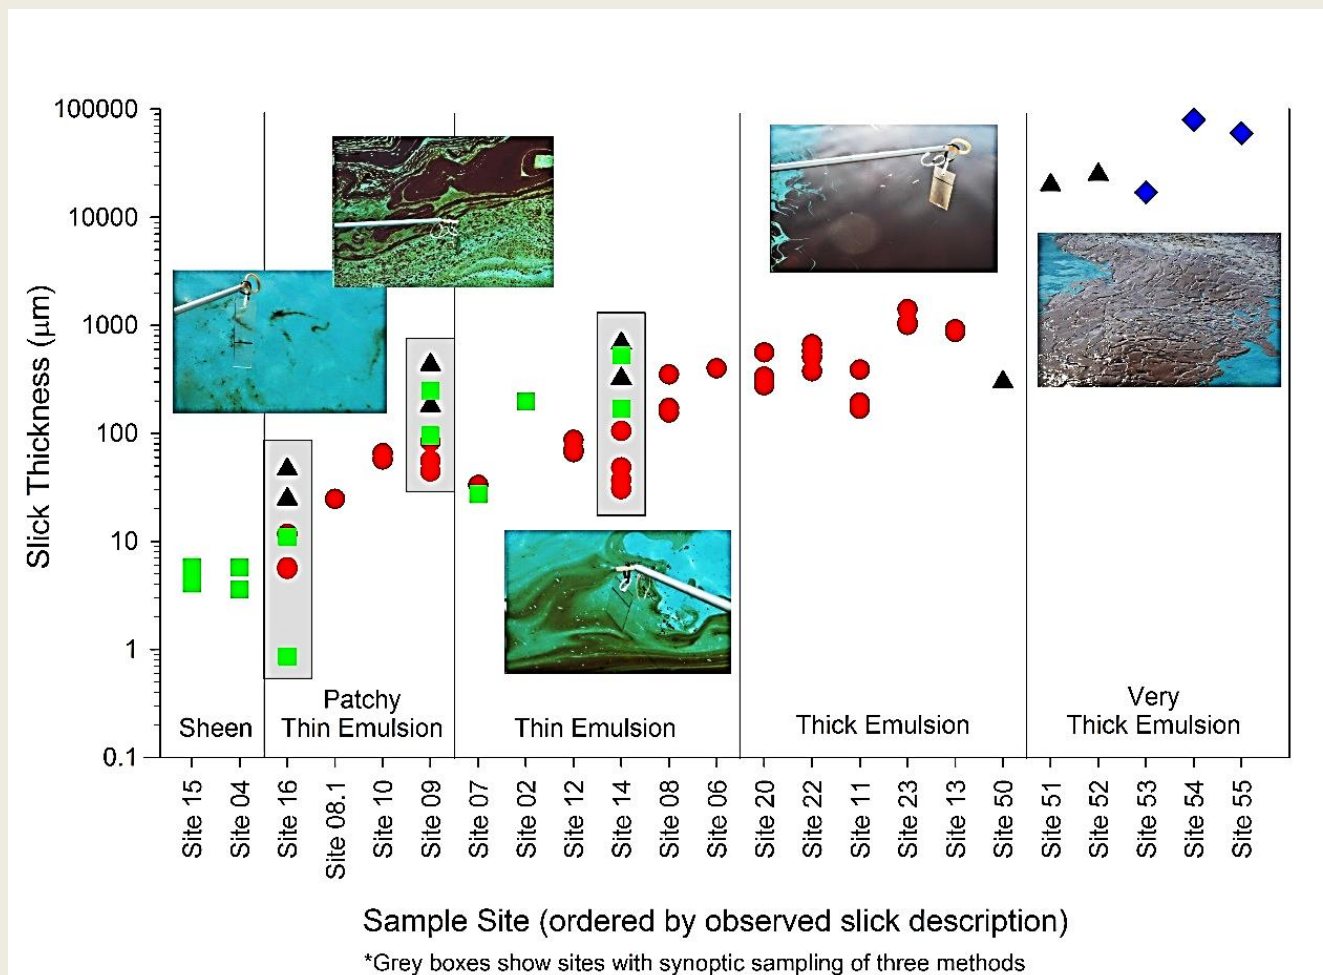 100000
10000
1000
100
10
1
0.1
Slick Thickness (μm)
Sheen
Patchy
Thin Emulsion
Thin Emulsion
Thick Emulsion
Very
Thick Emulsion
Site 15
Site 04
Site 16
Site 08.1
Site 10
Site 09
Site 07
Site 02
Site 12
Site 14
Site 08
Site 06
Site 20
Site 22
Site 11
Site 23
Site 13
Site 50
Site 51
Site 52
Site 53
Site 54
Site 55
Sample Site (ordered by observed slick description)
*Grey boxes show sites with synoptic sampling of three methods